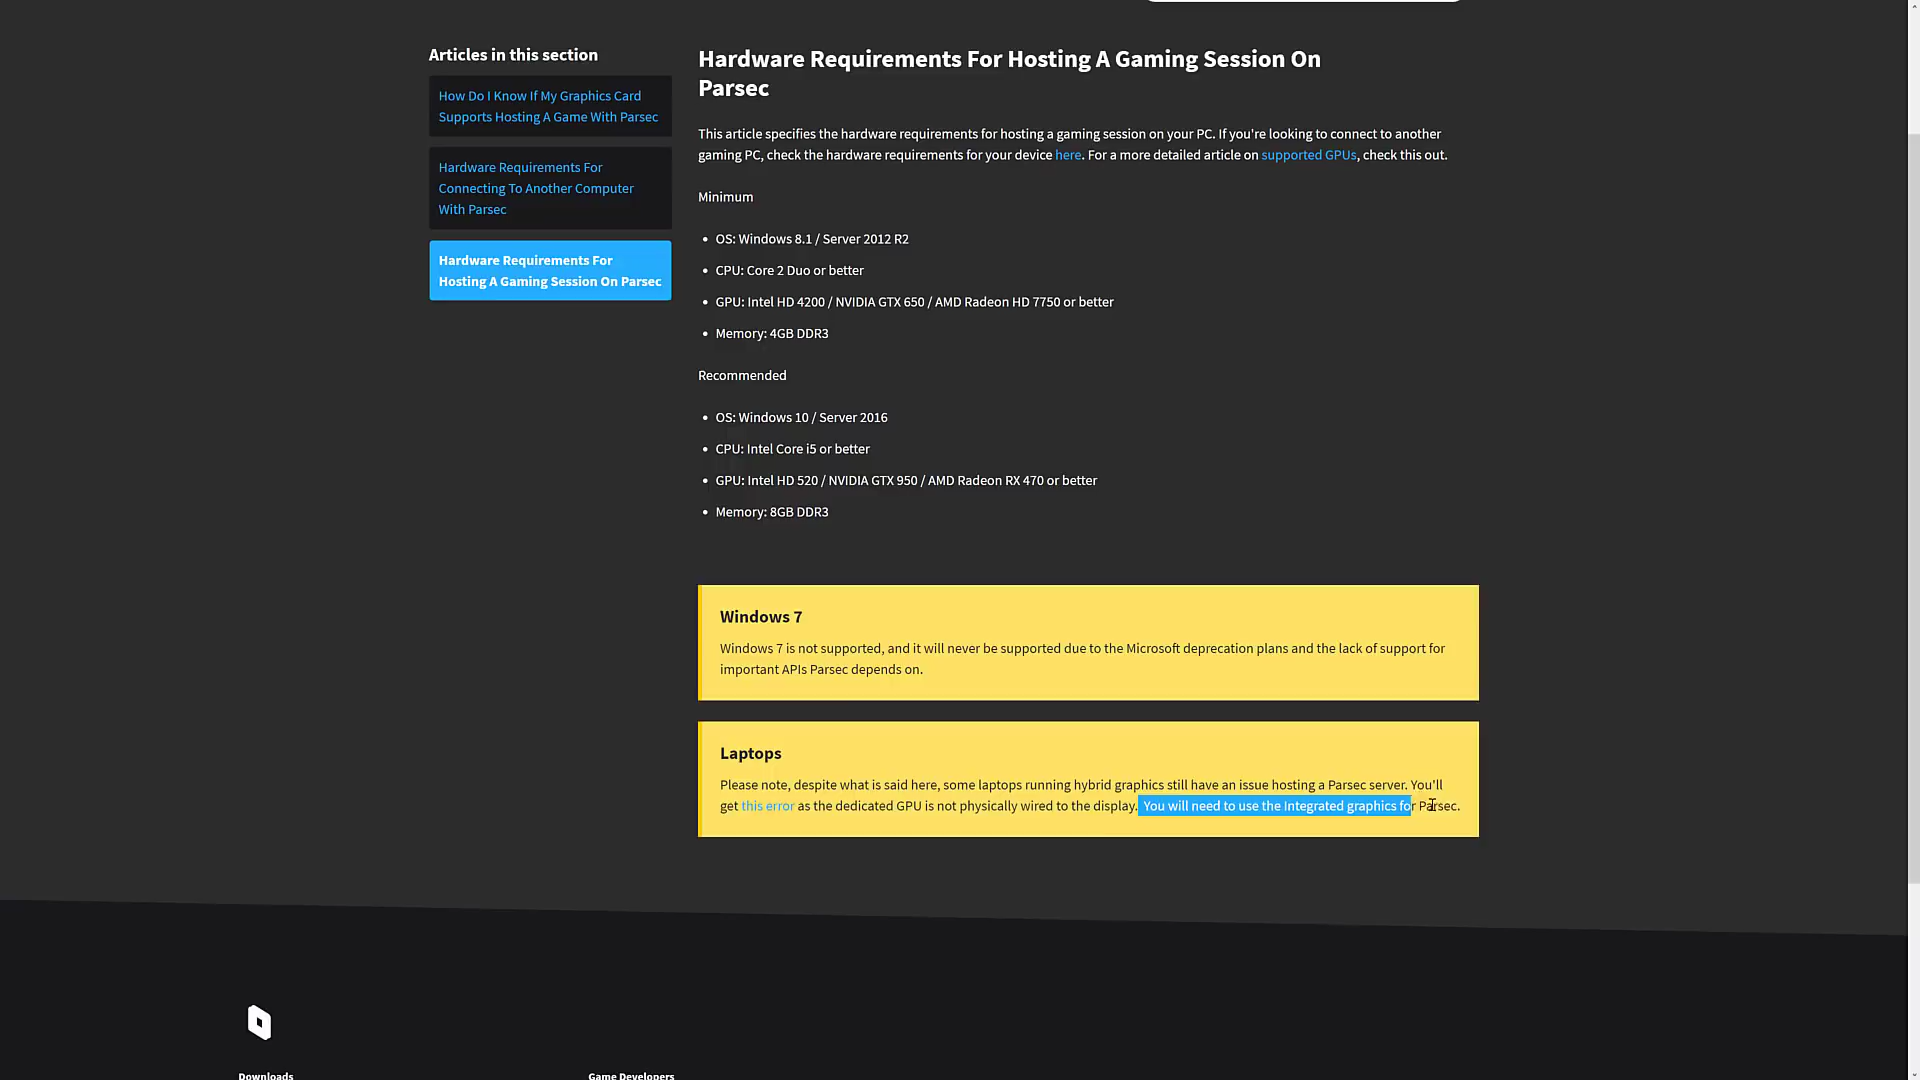 Articles in this section
How Do I Know If My Graphics Card
Supports Hosting A Game With Parsec
Hardware Requirements For
Connecting To Another Computer
With Parsec
Hardware Requirements For
Hosting A Gaming Session On Parsec
Hardware Requirements For Hosting A Gaming Session On
Parsec
This article specifies the hardware requirements for hosting a gaming session on your PC. If you're looking to connect to another
gaming PC, check the hardware requirements for your device here. For a more detailed article on supported GPUs, check this out.
Minimum
• OS: Windows 8.1 / Server 2012 R2
• CPU: Core 2 Duo or better
• GPU: Intel HD 4200 / NVIDIA GTX 650 / AMD Radeon HD 7750 or better
• Memory: 4GB DDR3
Recommended
• OS: Windows 10 / Server 2016
• CPU: Intel Core i5 or better
• GPU: Intel HD 520 / NVIDIA GTX 950 / AMD Radeon RX 470 or better
• Memory: 8GB DDR3
Windows 7
Windows 7 is not supported, and it will never be supported due to the Microsoft deprecation plans and the lack of support for
important APIs Parsec depends on.
Laptops
Please note, despite what is said here, some laptops running hybrid graphics still have an issue hosting a Parsec server. You'll
get this error as the dedicated GPU is not physically wired to the display. You will need to use the Integrated graphics for Parsec.
Downloads
Game Developers